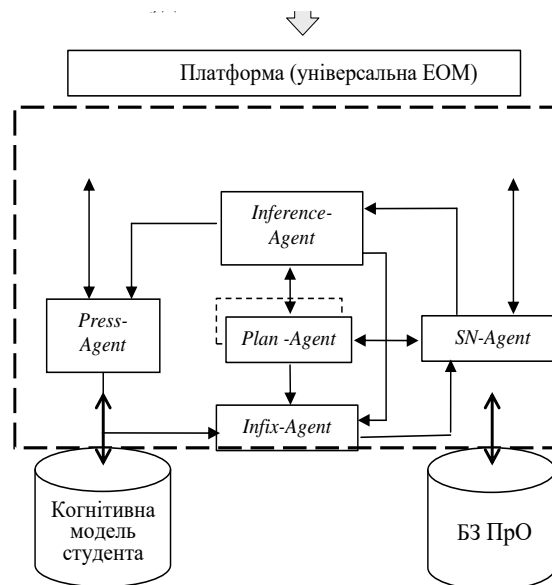 Платформа (універсальна ЕОМ)
Inference-
Agent
Press-
Agent
Plan -Agent
SN-Agent
Infix-Agent
Когнітивна
модель
студента
БЗ ПрО